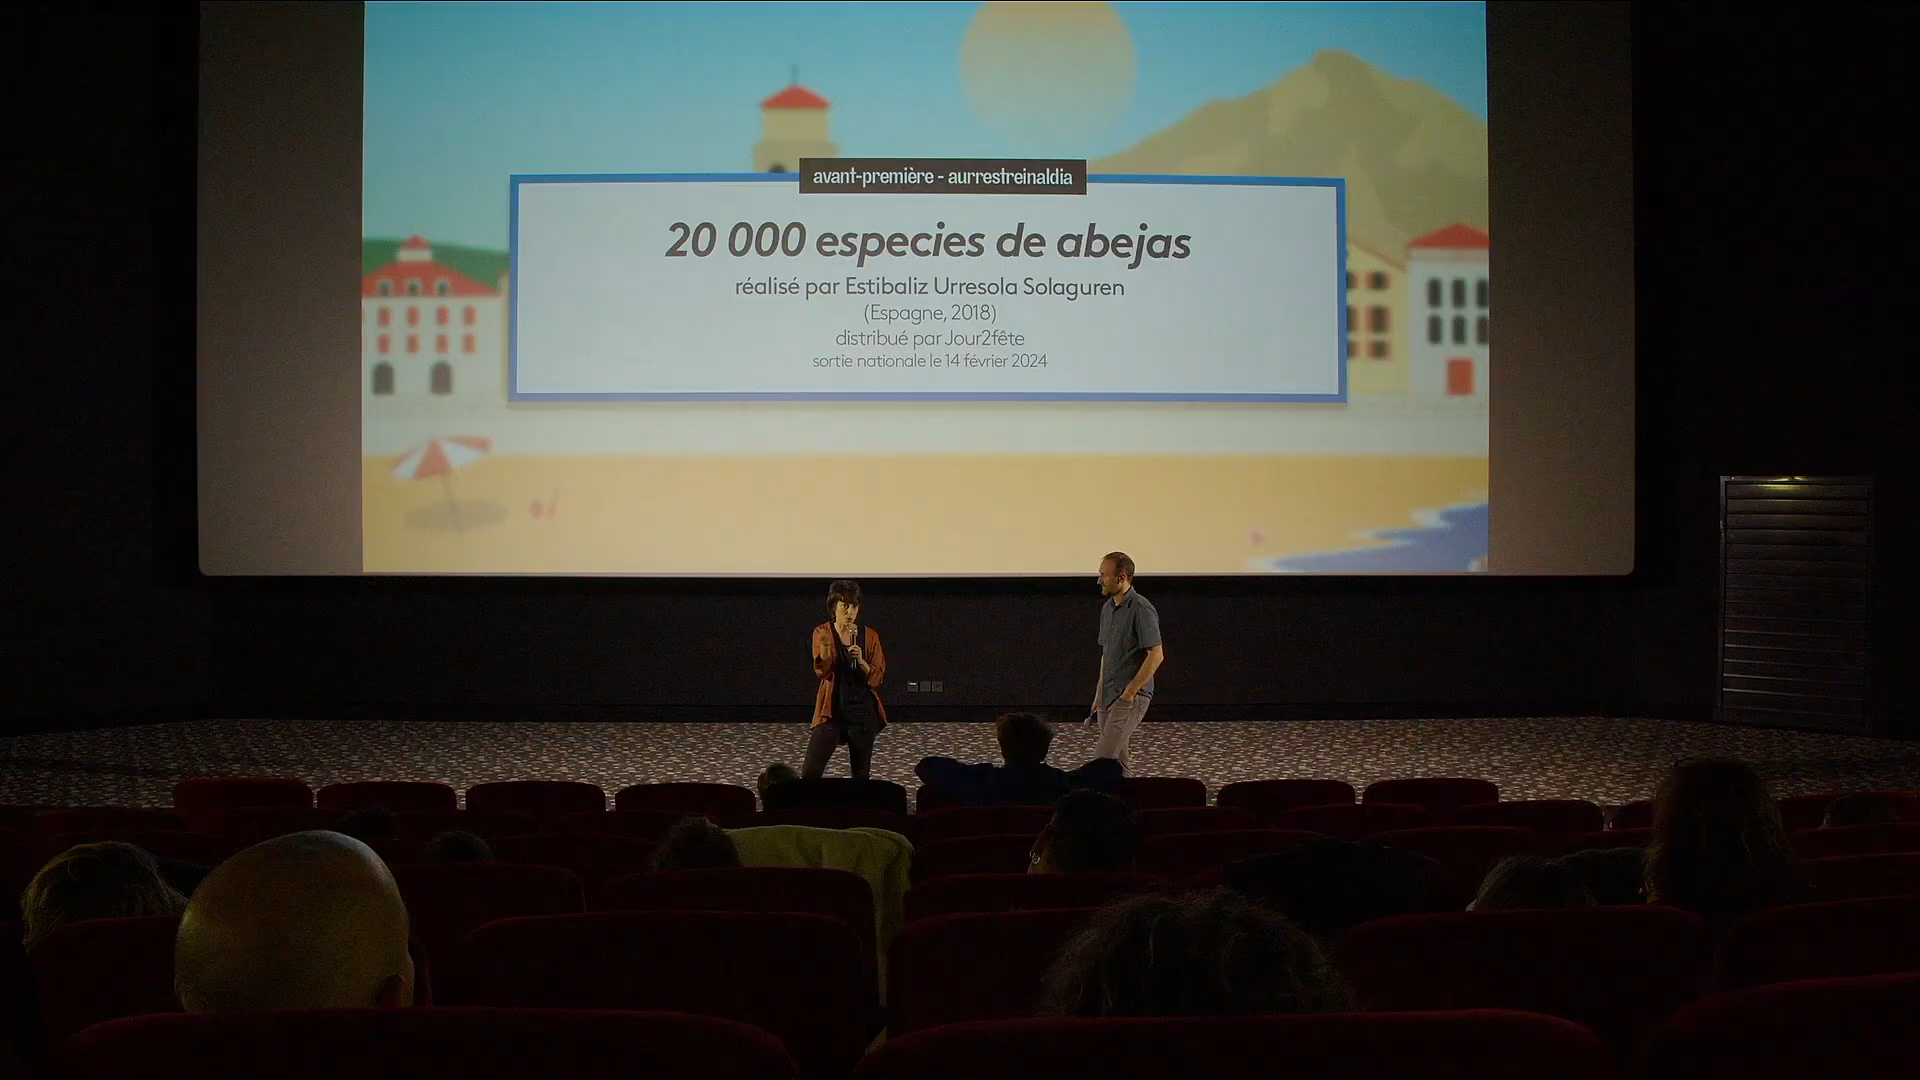 avant-première - aurrestreinaldia
20 000 especies de abejas
réalisé par Estibaliz Urresola Solaguren
(Espagne, 2018)
distribué par Jour2fête
sortie nationale le 14 février 2024